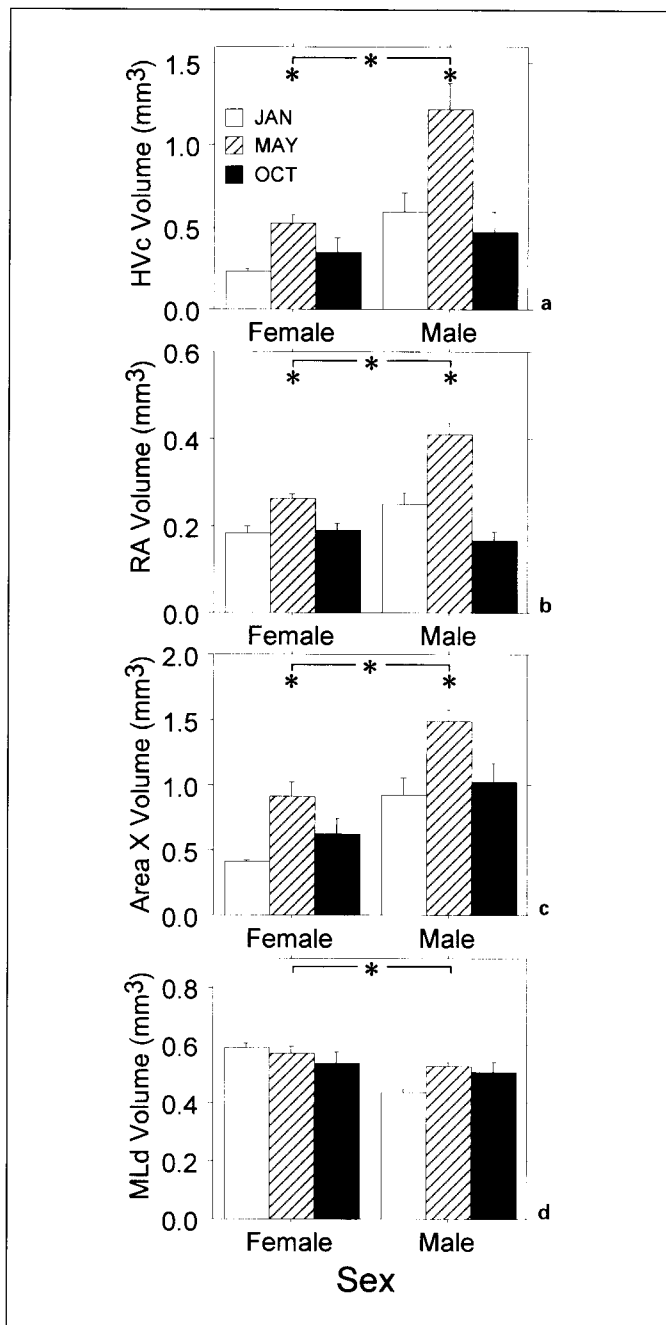 * * *
1.5
HVc Volume (mm3)
JAN
1.0
MAY
OCT
0.5
0.0
a
Female Male
0.6
* * *
RA Volume (mm3)
0.4
0.2
0.0
b
Female Male
2.0
* * *
Area X Volume (mm3)
1.5
1.0
0.5
0.0
c
Female Male
*
0.8
MLd Volume (mm3)
0.6
0.4
0.2
0.0
d
Female Male
Sex